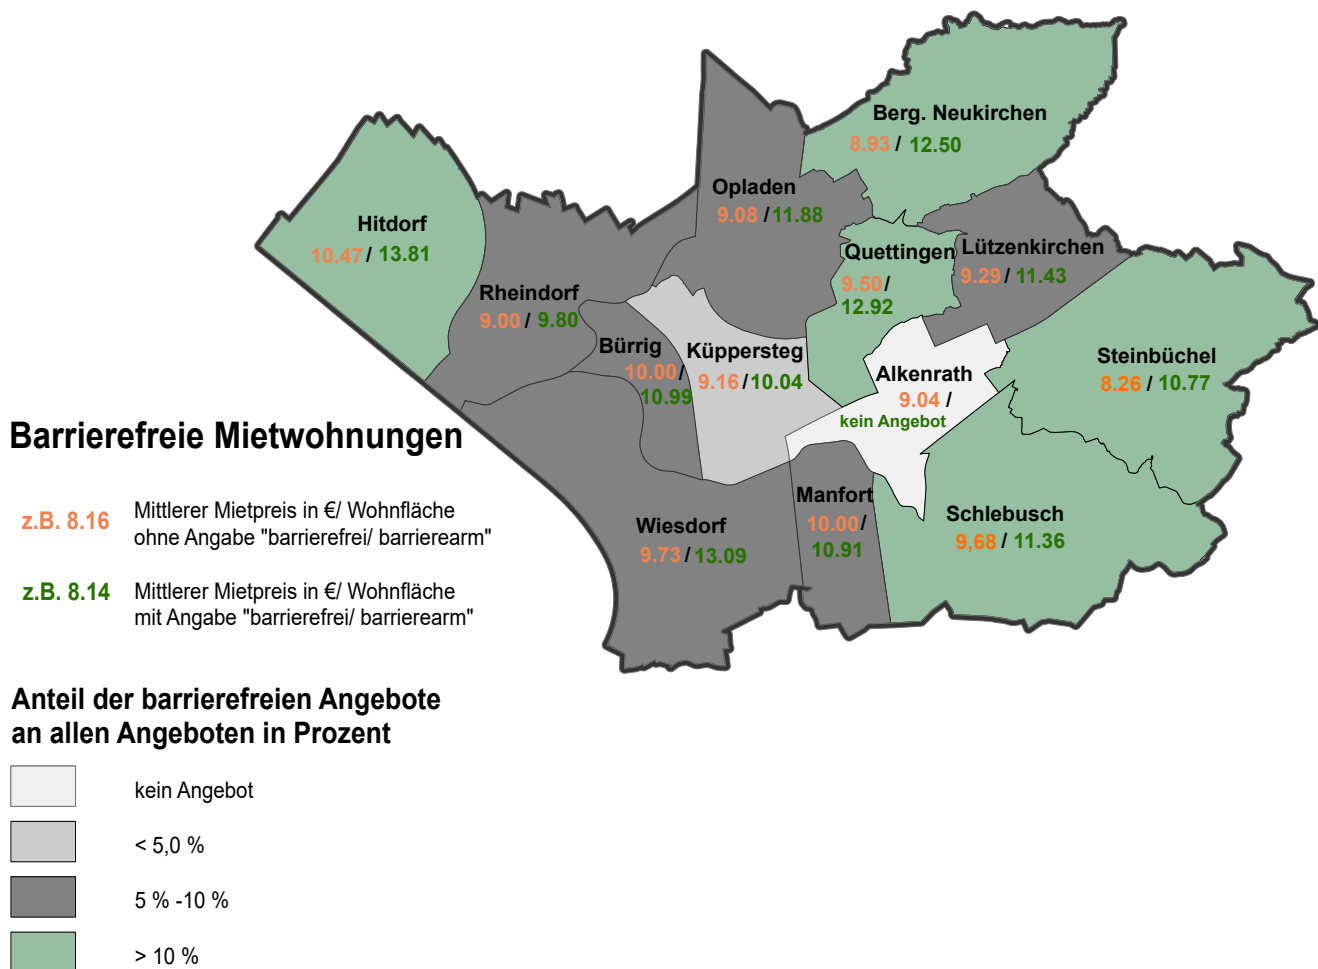 Berg. Neukirchen
8.93 / 12.50
Opladen
9.08 / 11.88
Hitdorf
10.47 / 13.81
Quettingen
9.50/
12.92
Lützenkirchen
9.29 / 11.43
Rheindorf
9.00 / 9.80
Bürrig
10.00/
10.99
Küppersteg
9.16 / 10.04
Alkenrath
9.04 /
kein Angebot
Steinbüchel
8.26 / 10.77
Manfort
10.00/
10.91
Schlebusch
9,68 / 11.36
Wiesdorf
9.73 / 13.09
Barrierefreie Mietwohnungen
z.B. 8.16 Mittlerer Mietpreis in €/ Wohnfläche
ohne Angabe "barrierefrei/ barrierearm"
z.B. 8.14 Mittlerer Mietpreis in €/ Wohnfläche
mit Angabe "barrierefrei/ barrierearm"
Anteil der barrierefreien Angebote
an allen Angeboten in Prozent
kein Angebot
< 5,0 %
5 % -10 %
> 10 %